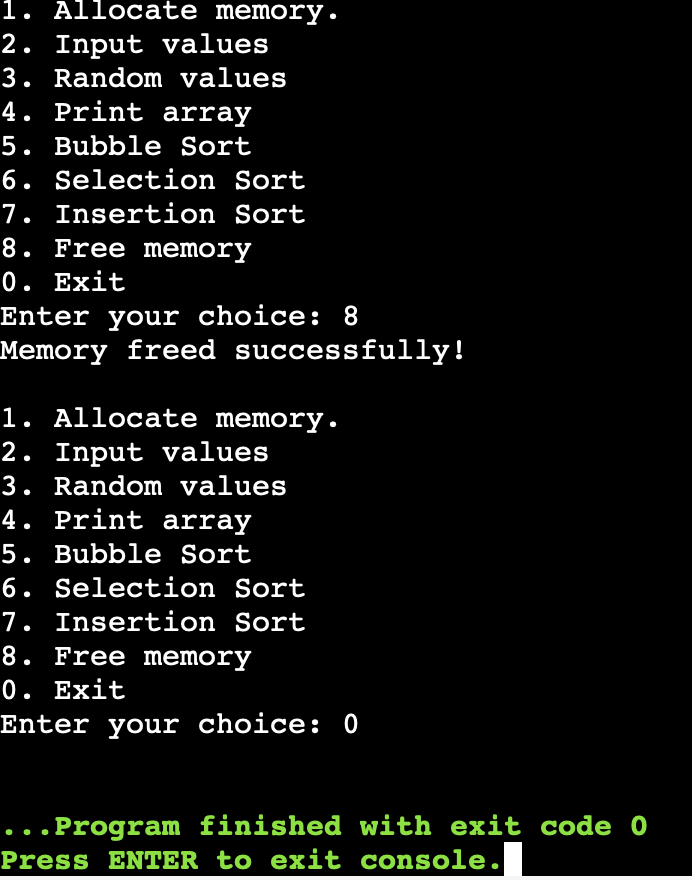 1. Allocate memory.
2. Input values
3. Random values
4. Print array
5. Bubble Sort
6. Selection Sort
7. Insertion Sort
8. Free memory
0. Exit
Enter your choice: 8
Memory freed successfully!
1. Allocate memory.
2. Input values
3. Random values
4. Print array
5. Bubble Sort
6. Selection Sort
7. Insertion Sort
8. Free memory
0. Exit
Enter your choice: 0
...Program finished with exit code 0
Press ENTER to exit console.